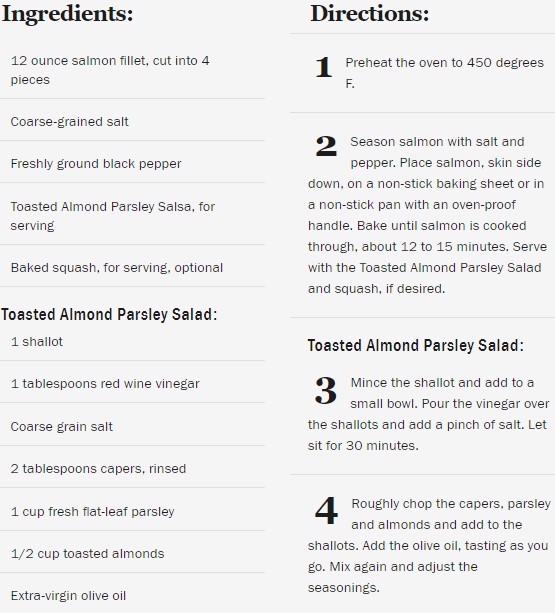 Ingredients:
12 ounce salmon fillet, cut into 4
pieces
Coarse-grained salt
Freshly ground black pepper
Toasted Almond Parsley Salsa, for
serving
Baked squash, for serving, optional
Toasted Almond Parsley Salad:
1 shallot
1 tablespoons red wine vinegar
Coarse grain salt
2 tablespoons capers, rinsed
1 cup fresh flat-leaf parsley
1/2 cup toasted almonds
Extra-virgin olive oil
Directions:
1 Preheat the oven to 450 degrees
F.
2 Season salmon with salt and
pepper. Place salmon, skin side
down, on a non-stick baking sheet or in
a non-stick pan with an oven-proof
handle. Bake until salmon is cooked
through, about 12 to 15 minutes. Serve
with the Toasted Almond Parsley Salad
and squash, if desired.
Toasted Almond Parsley Salad:
3 Mince the shallot and add to a
small bowl. Pour the vinegar over
the shallots and add a pinch of salt. Let
sit for 30 minutes.
4 Roughly chop the capers, parsley
and almonds and add to the
shallots. Add the olive oil, tasting as you
go. Mix again and adjust the
seasonings.